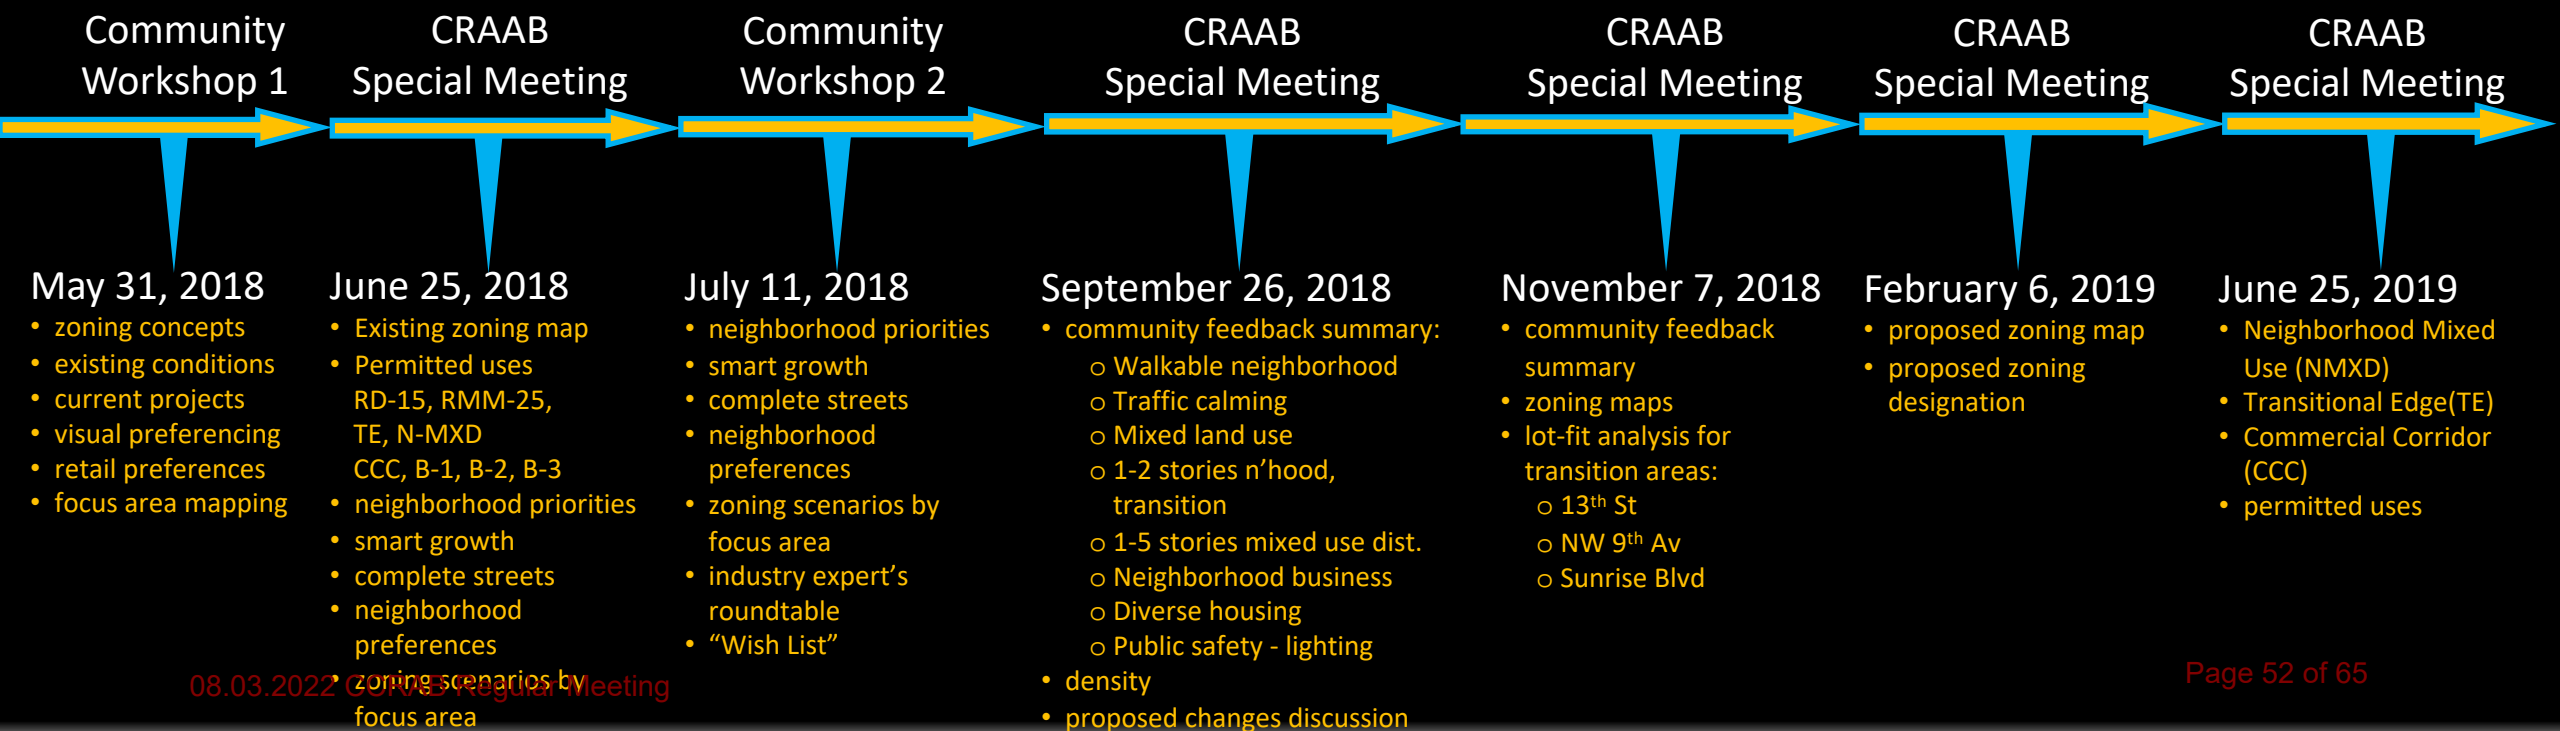 Community
Workshop 1
CRAAB
Special Meeting
Community
Workshop 2
CRAAB
Special Meeting
CRAAB
Special Meeting
CRAAB
Special Meeting
CRAAB
Special Meeting
May 31, 2018
• zoning concepts
• existing conditions
• current projects
• visual preferencing
• retail preferences
• focus area mapping
June 25, 2018
• Existing zoning map
• Permitted uses
RD-15, RMM-25,
TE, N-MXD
CCC, B-1, B-2, B-3
• neighborhood priorities
• smart growth
• complete streets
• neighborhood
preferences
• zoning scenarios by
focus area
July 11, 2018
• neighborhood priorities
• smart growth
• complete streets
• neighborhood
preferences
• zoning scenarios by
focus area
• industry expert’s
roundtable
• “Wish List”
September 26, 2018
• community feedback summary:
o Walkable neighborhood
o Traffic calming
o Mixed land use
o 1-2 stories n’hood,
transition
o 1-5 stories mixed use dist.
o Neighborhood business
o Diverse housing
o Public safety - lighting
• density
• proposed changes discussion
November 7, 2018
• community feedback
summary
• zoning maps
• lot-fit analysis for
transition areas:
o 13th St
o NW 9th Av
o Sunrise Blvd
February 6, 2019
• proposed zoning map
• proposed zoning
designation
June 25, 2019
• Neighborhood Mixed
Use (NMXD)
• Transitional Edge(TE)
• Commercial Corridor
(CCC)
• permitted uses
08.03.2022 CCRAB Regular Meeting
Page 52 of 65